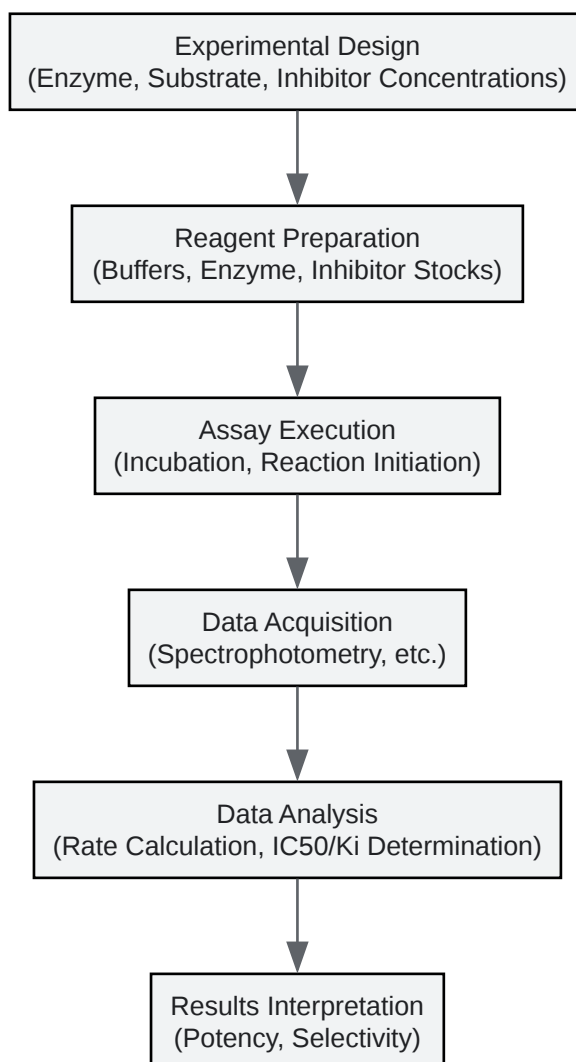 Experimental Design
(Enzyme, Substrate, Inhibitor Concentrations)
Reagent Preparation
(Buffers, Enzyme, Inhibitor Stocks)
Assay Execution
(Incubation, Reaction Initiation)
Data Acquisition
(Spectrophotometry, etc.)
Data Analysis
(Rate Calculation, IC50/Ki Determination)
Results Interpretation
(Potency, Selectivity)